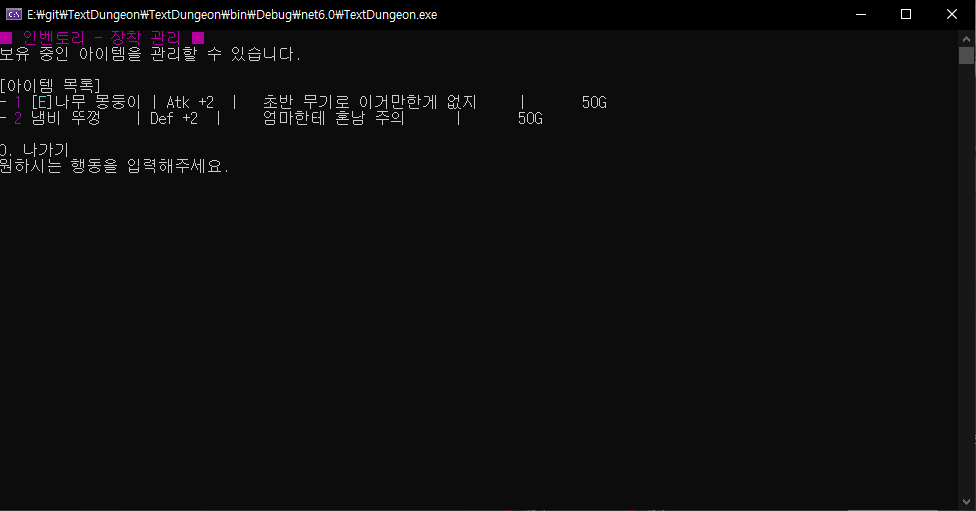 E:₩git₩TextDungeon₩TextDungeon₩bin₩Debug₩net6.0₩TextDungeon.exe
■ 인벤토리 - 장착 관리 ■
보유 중인 아이템을 관리할 수 있습니다.
[아이템 목록]
- 1 [E]나무 몽둥이 | Atk +2 | 초반 무기로 이거만한게 없지 | 50G
- 2 냄비 뚜껑 | Def +2 | 엄마한테 혼남 주의 | 50G
0. 나가기
원하시는 행동을 입력해주세요.